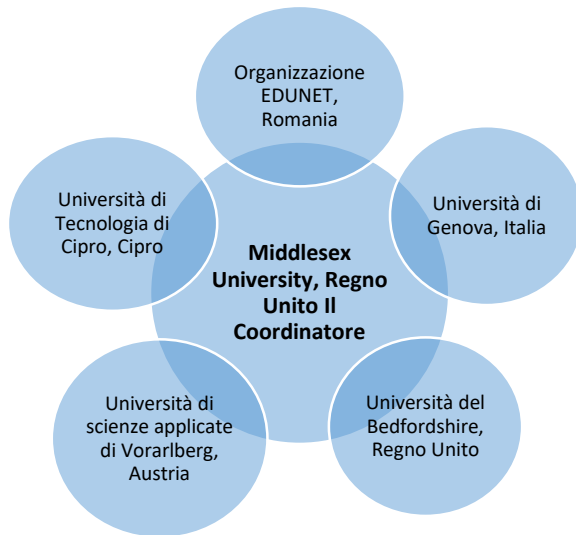 Organizzazione
EDUNET,
Romania
Università di
Tecnologia di
Cipro, Cipro
Università di
Genova, Italia
Middlesex
University, Regno
Unito Il
Coordinatore
Università di
scienze applicate
di Vorarlberg,
Austria
Università del
Bedfordshire,
Regno Unito